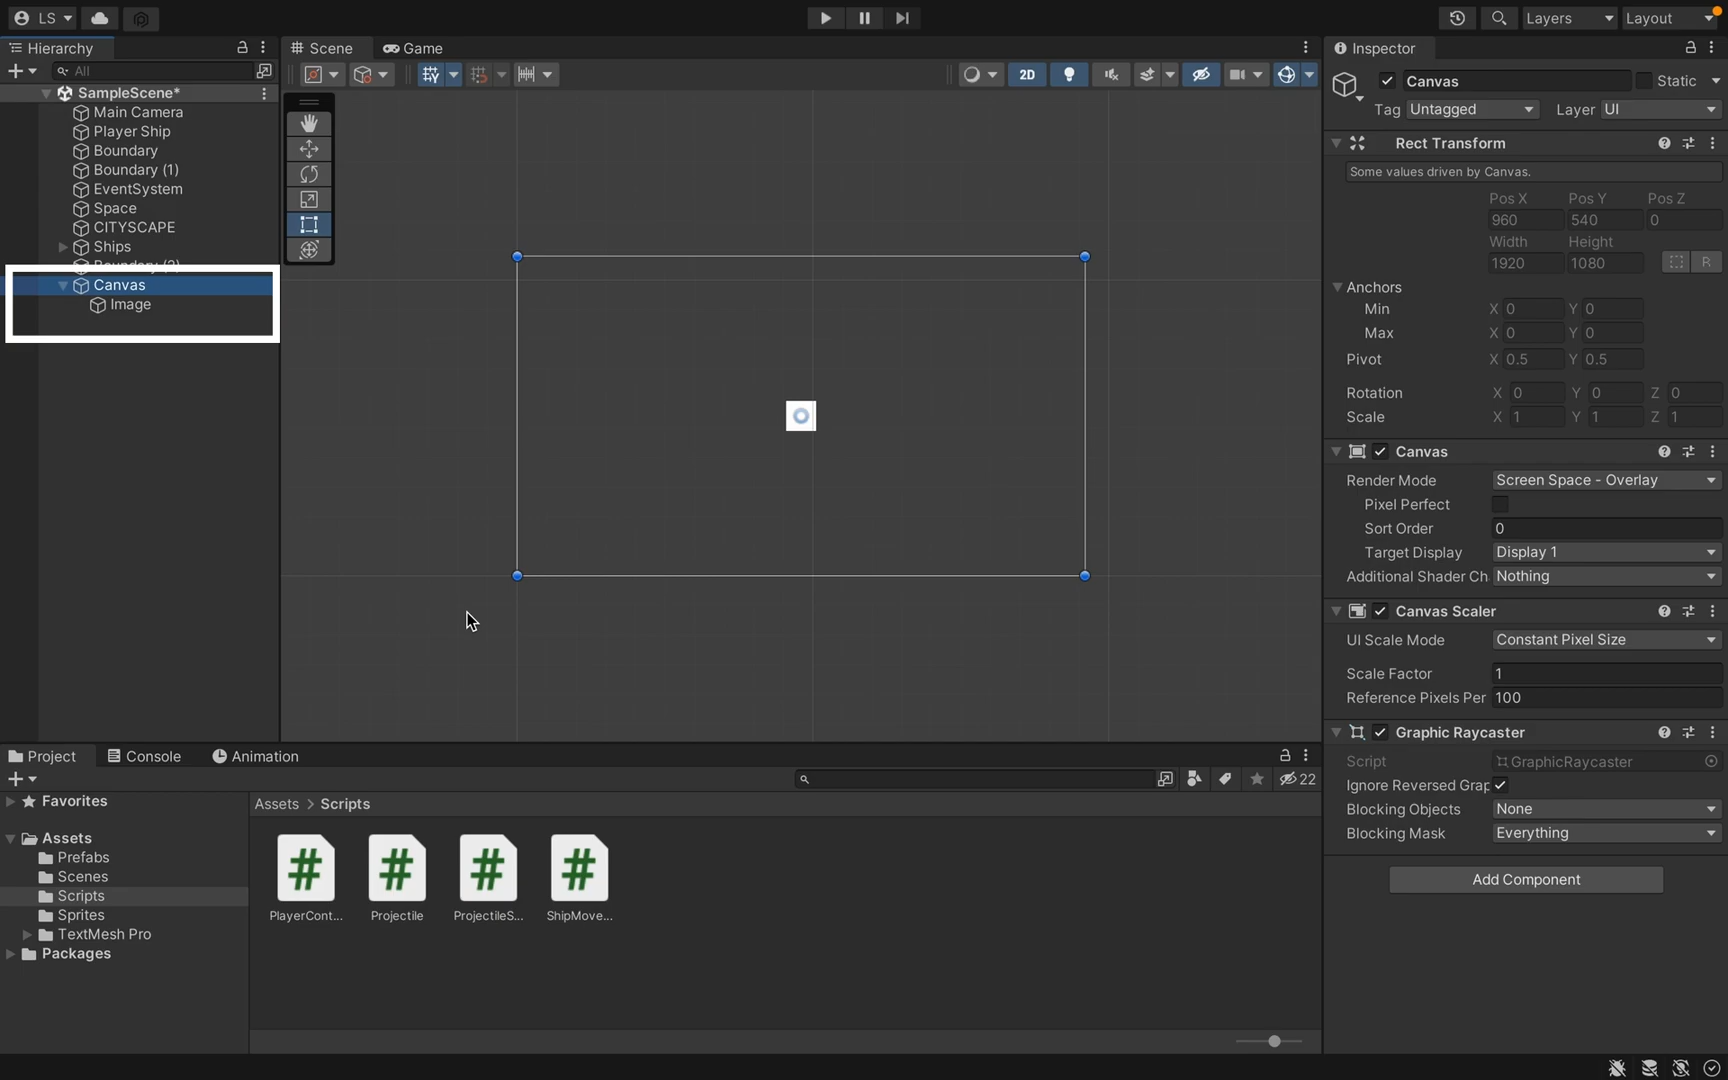 LS
Layers
Layout
Hierarchy
All
SampleScene*
Main Camera
Player Ship
Boundary
Boundary (1)
EventSystem
Space
CITYSCAPE
Ships
Boundary (2)
Canvas
Image
Scene
Game
2D
Inspector
Canvas
Static
Tag Untagged Layer UI
Rect Transform
Some values driven by Canvas.
Pos X Pos Y Pos Z
960 540 0
Width Height
1920 1080 R
Anchors
Min X 0 Y 0
Max X 0 Y 0
Pivot X 0.5 Y 0.5
Rotation X 0 Y 0 Z 0
Scale X 1 Y 1 Z 1
Canvas
Render Mode Screen Space - Overlay
Pixel Perfect
Sort Order 0
Target Display Display 1
Additional Shader Ch Nothing
Canvas Scaler
UI Scale Mode Constant Pixel Size
Scale Factor 1
Reference Pixels Per 100
Graphic Raycaster
Script GraphicRaycaster
Ignore Reversed Grap
Blocking Objects None
Blocking Mask Everything
Add Component
Project Console Animation
22
Favorites
Assets
Prefabs
Scenes
Scripts
Sprites
TextMesh Pro
Packages
Assets > Scripts
# # # #
PlayerCont... Projectile ProjectileS... ShipMove...